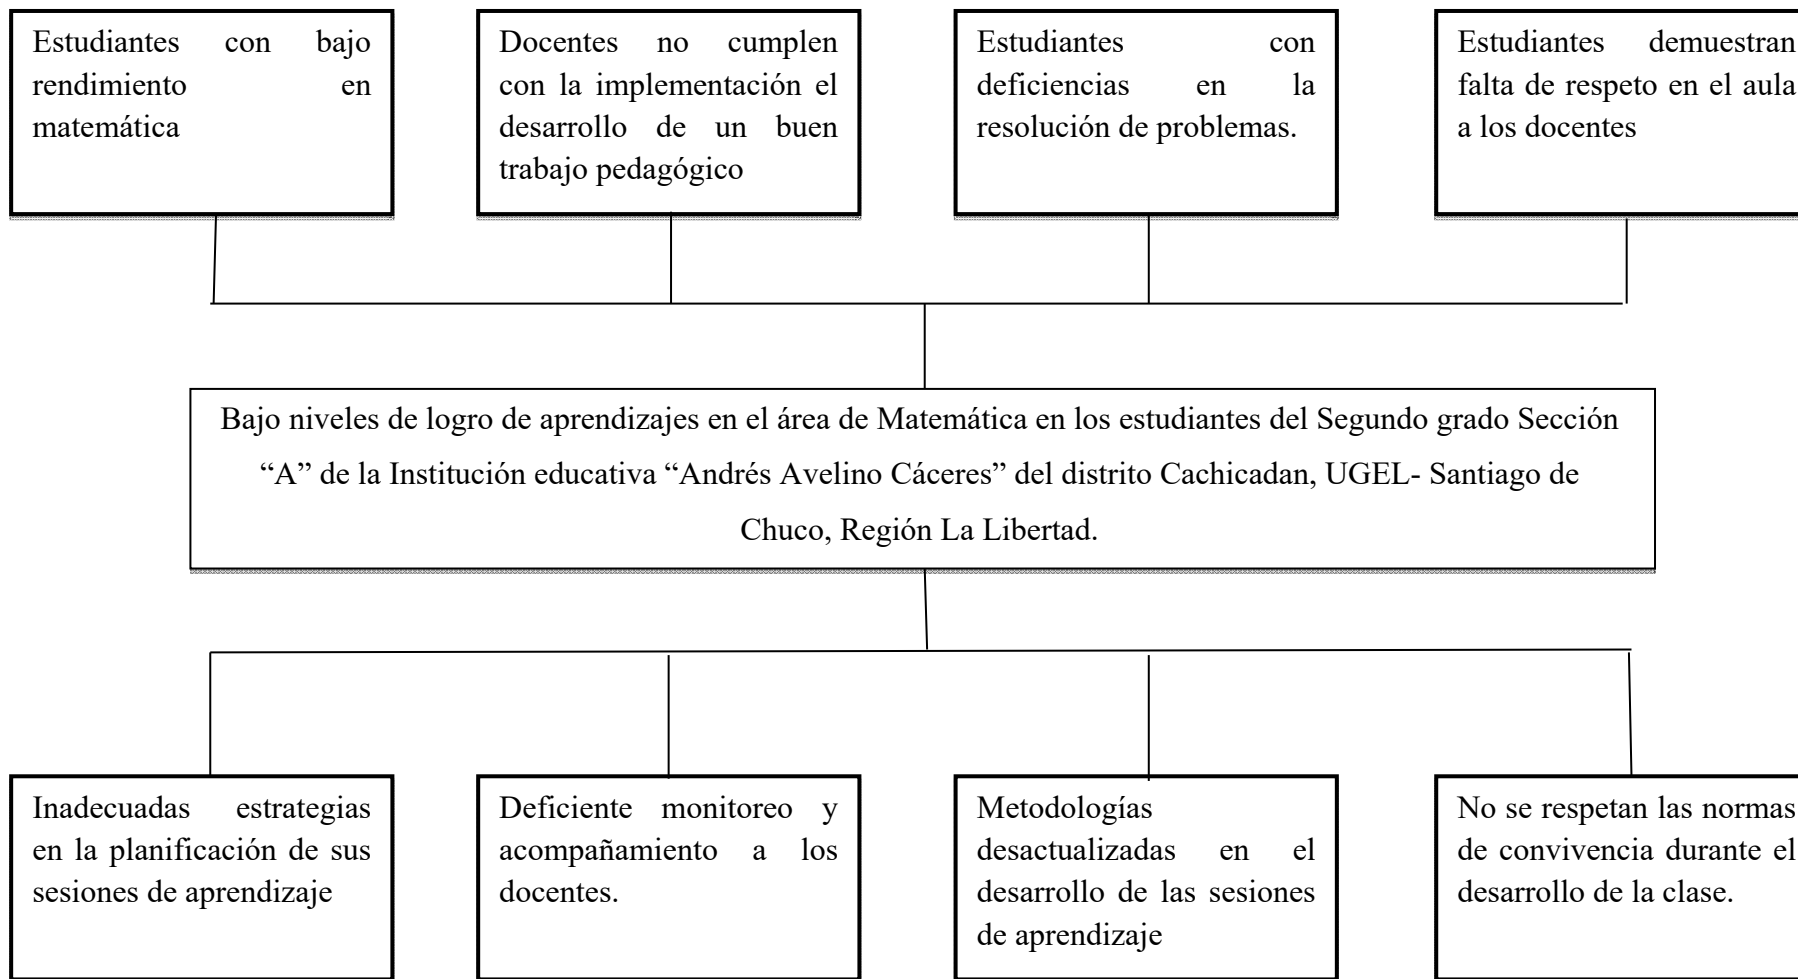 Estudiantes con bajo
rendimiento en
matemática
Docentes no cumplen
con la implementación el
desarrollo de un buen
trabajo pedagógico
Estudiantes con
deficiencias en la
resolución de problemas.
Estudiantes demuestran
falta de respeto en el aula
a los docentes
Bajo niveles de logro de aprendizajes en el área de Matemática en los estudiantes del Segundo grado Sección
“A” de la Institución educativa “Andrés Avelino Cáceres” del distrito Cachicadan, UGEL- Santiago de
Chuco, Región La Libertad.
Inadecuadas estrategias
en la planificación de sus
sesiones de aprendizaje
Deficiente monitoreo y
acompañamiento a los
docentes.
Metodologías
desactualizadas en el
desarrollo de las sesiones
de aprendizaje
No se respetan las normas
de convivencia durante el
desarrollo de la clase.